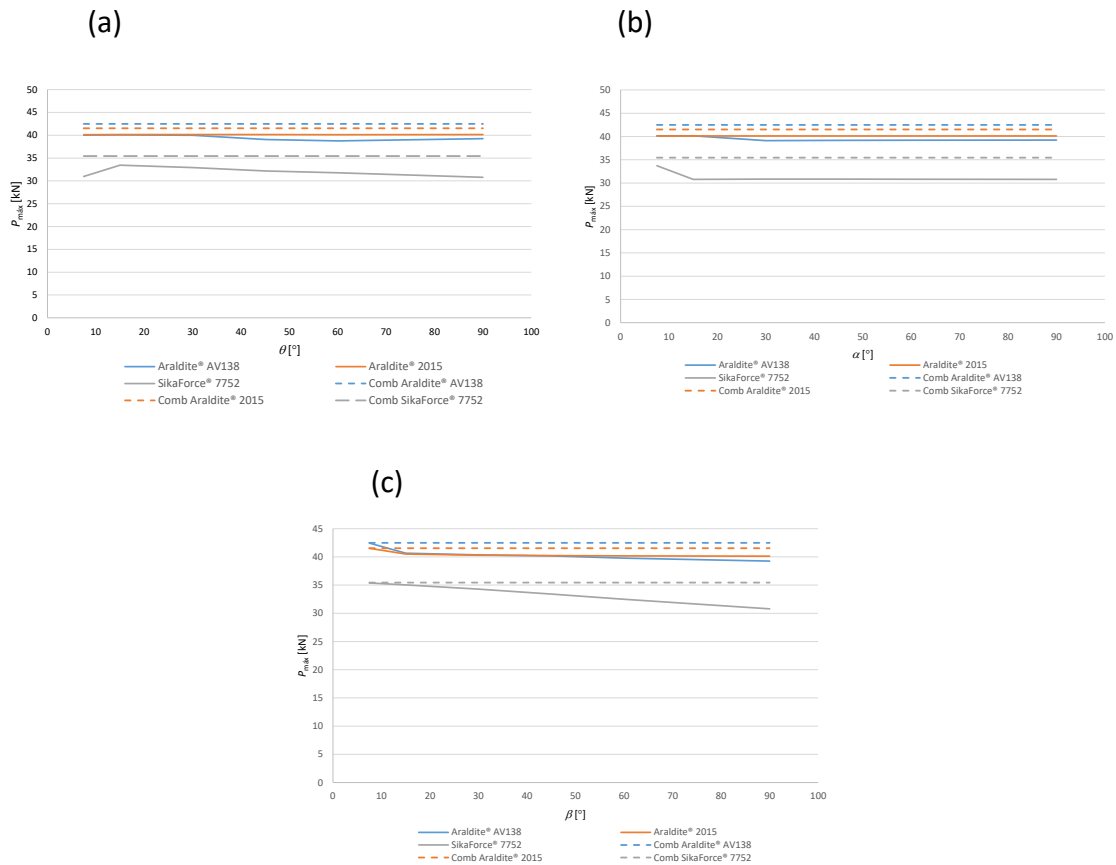 (a)
50
45
40
35
30
25
20
15
10
5
0
P máx [kN]
0 10 20 30 40 50 60 70 80 90 100
θ [°]
Araldite® AV138 Araldite® 2015
SikaForce® 7752 Comb Araldite® AV138
Comb Araldite® 2015 Comb SikaForce® 7752
(b)
50
45
40
35
30
25
20
15
10
5
0
P máx [kN]
0 10 20 30 40 50 60 70 80 90 100
α [°]
Araldite® AV138 Araldite® 2015
SikaForce® 7752 Comb Araldite® AV138
Comb Araldite® 2015 Comb SikaForce® 7752
(c)
45
40
35
30
25
20
15
10
5
0
P máx [kN]
0 10 20 30 40 50 60 70 80 90 100
β [°]
Araldite® AV138 Araldite® 2015
SikaForce® 7752 Comb Araldite® AV138
Comb Araldite® 2015 Comb SikaForce® 7752